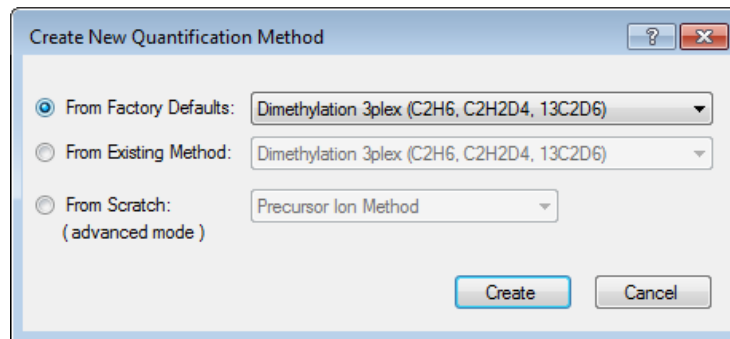 Create New Quantification Method
?
From Factory Defaults: Dimethylation 3plex (C2H6, C2H2D4, 13C2D6)
From Existing Method: Dimethylation 3plex (C2H6, C2H2D4, 13C2D6)
From Scratch: Precursor Ion Method
( advanced mode )
Create Cancel